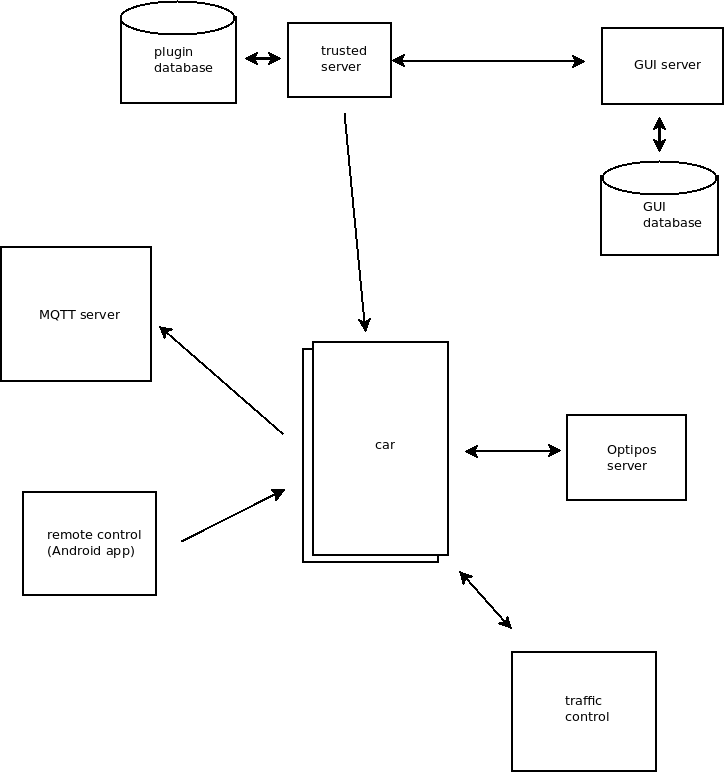 plugin
database
trusted
server
GUI server
GUI
database
MQTT server
car
Optipos
server
remote control
(Android app)
traffic
control